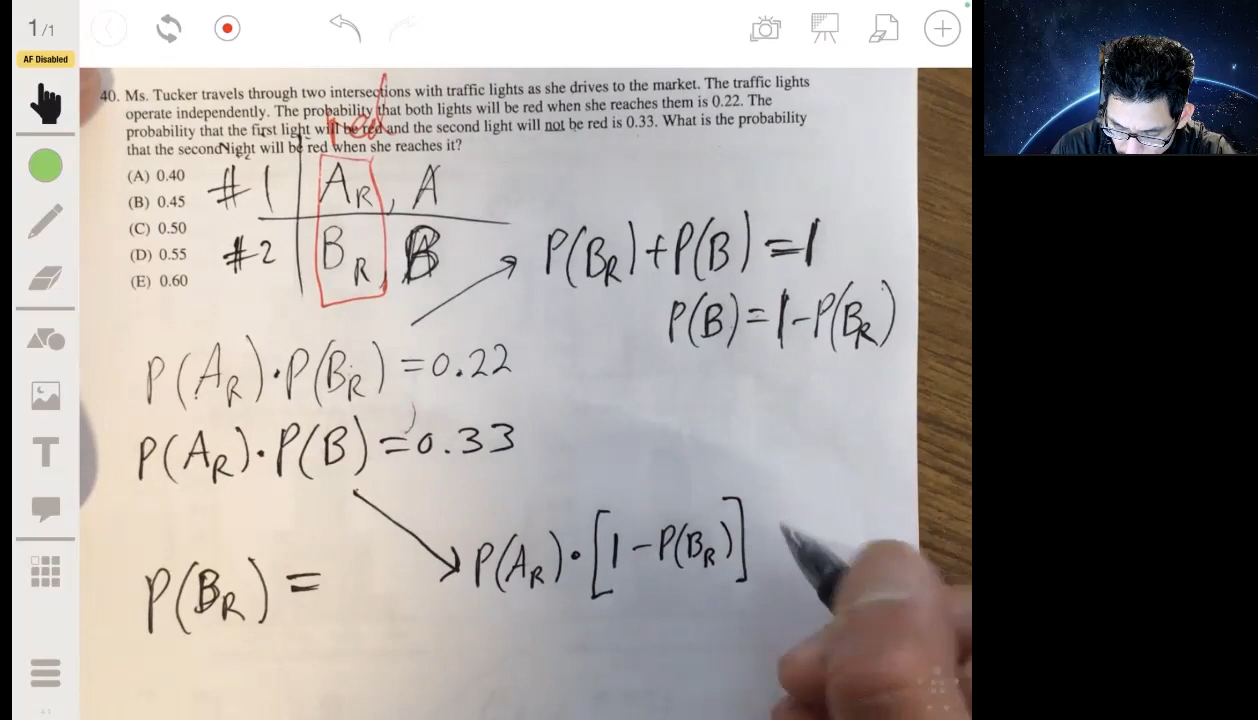 1/1
AF Disabled
40. Ms. Tucker travels through two intersections with traffic lights as she drives to the market. The traffic lights
operate independently. The probability that both lights will be red when she reaches them is 0.22. The
probability that the first light will be red and the second light will not be red is 0.33. What is the probability
that the second light will be red when she reaches it?
red
(A) 0.40
(B) 0.45
(C) 0.50
(D) 0.55
(E) 0.60
#1 A_R, A
#2 B_R, B
P(B_R)+P(B)=1
P(B)=1-P(B_R)
P(A_R)·P(B_R)=0.22
P(A_R)·P(B)=0.33
P(A_R)·[1-P(B_R)]
P(B_R)=
T